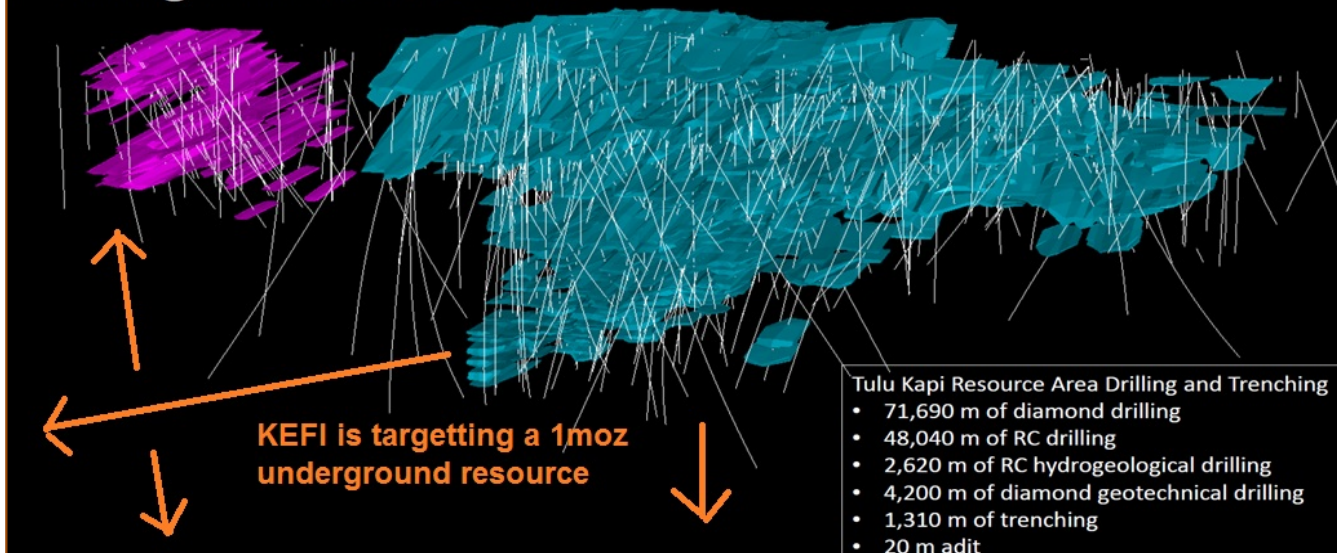 KEFI is targetting a 1moz
underground resource
Tulu Kapi Resource Area Drilling and Trenching
• 71,690 m of diamond drilling
• 48,040 m of RC drilling
• 2,620 m of RC hydrogeological drilling
• 4,200 m of diamond geotechnical drilling
• 1,310 m of trenching
• 20 m adit